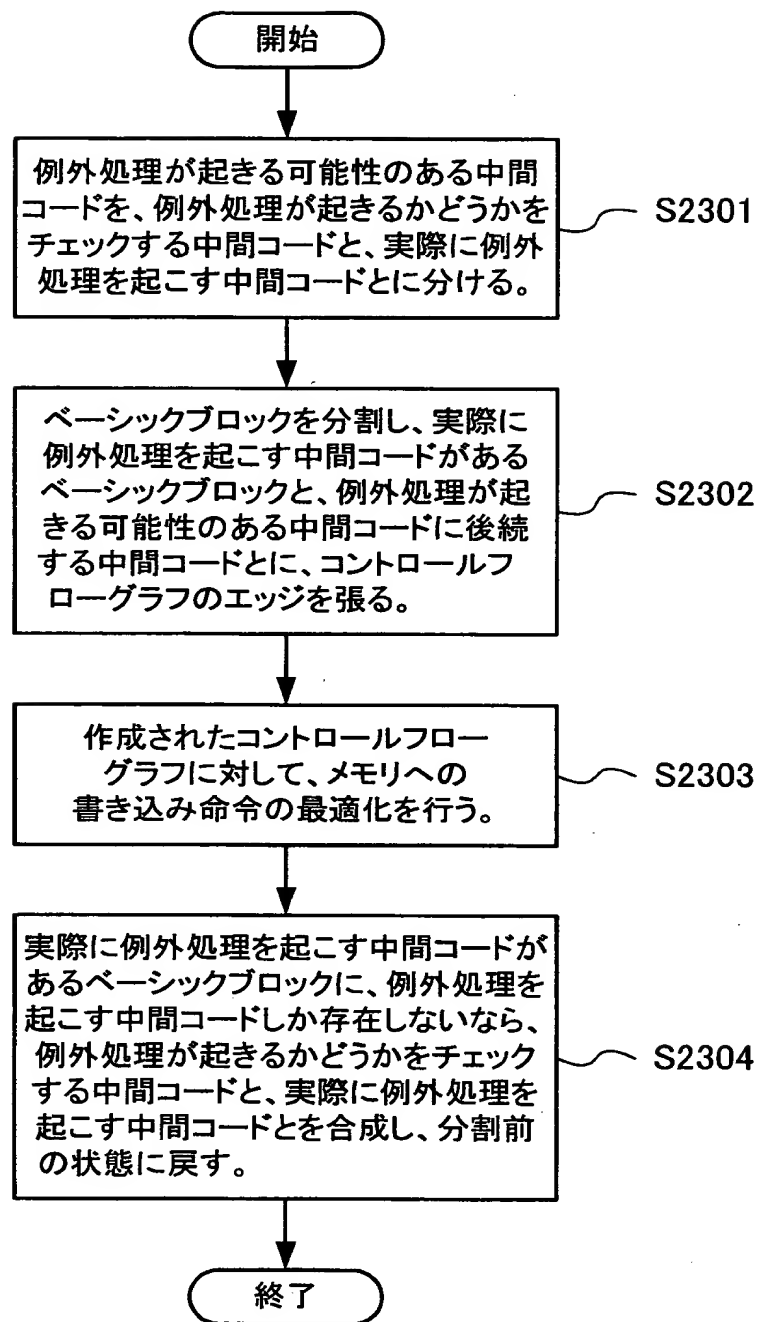 開始
例外処理が起きる可能性のある中間
コードを、例外処理が起きるかどうかを
チェックする中間コードと、実際に例外
処理を起こす中間コードとに分ける。
S2301
ベーシックブロックを分割し、実際に
例外処理を起こす中間コードがある
ベーシックブロックと、例外処理が起
きる可能性のある中間コードに後続
する中間コードとに、コントロールフ
ローグラフのエッジを張る。
S2302
作成されたコントロールフロー
グラフに対して、メモリへの
書き込み命令の最適化を行う。
S2303
実際に例外処理を起こす中間コードが
あるベーシックブロックに、例外処理を
起こす中間コードしか存在しないなら、
例外処理が起きるかどうかをチェック
する中間コードと、実際に例外処理を
起こす中間コードとを合成し、分割前
の状態に戻す。
S2304
終了